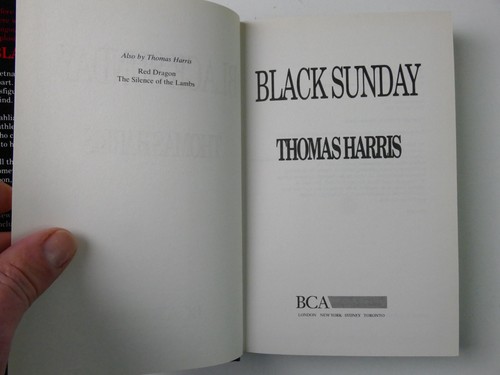 Also by Thomas Harris
Red Dragon
The Silence of the Lambs
BLACK SUNDAY
THOMAS HARRIS
BCA
LONDON NEW YORK SYDNEY TORONTO